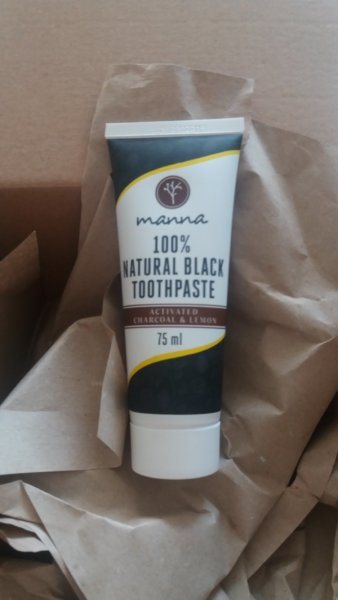 manna
100%
NATURAL BLACK
TOOTHPASTE
ACTIVATED
CHARCOAL & LEMON
75 ml